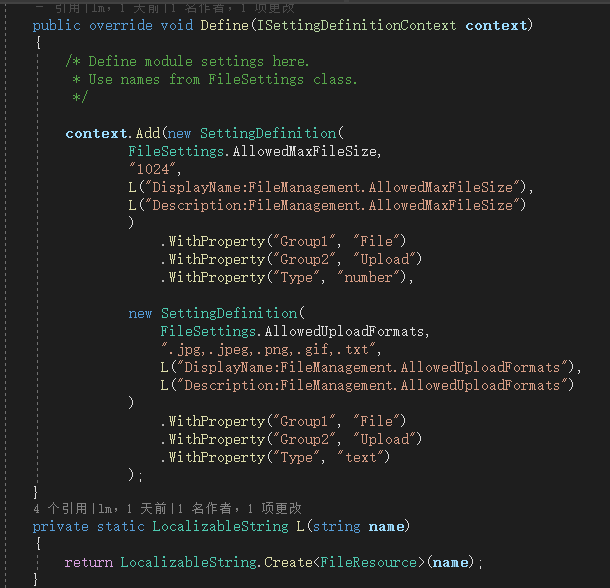 一 引用|lm, 1 天前|1 名作者, 1 项更改
public override void Define(ISettingDefinitionContext context)
{
/* Define module settings here.
* Use names from FileSettings class.
*/
context.Add(new SettingDefinition(
FileSettings.AllowedMaxFileSize,
"1024",
L("DisplayName:FileManagement.AllowedMaxFileSize"),
L("Description:FileManagement.AllowedMaxFileSize")
)
.WithProperty("Group1", "File")
.WithProperty("Group2", "Upload")
.WithProperty("Type", "number"),
new SettingDefinition(
FileSettings.AllowedUploadFormats,
".jpg,.jpeg,.png,.gif,.txt",
L("DisplayName:FileManagement.AllowedUploadFormats"),
L("Description:FileManagement.AllowedUploadFormats")
)
.WithProperty("Group1", "File")
.WithProperty("Group2", "Upload")
.WithProperty("Type", "text")
);
}
4 个引用|lm, 1 天前|1 名作者, 1 项更改
private static LocalizableString L(string name)
{
return LocalizableString.Create<FileResource>(name);
}